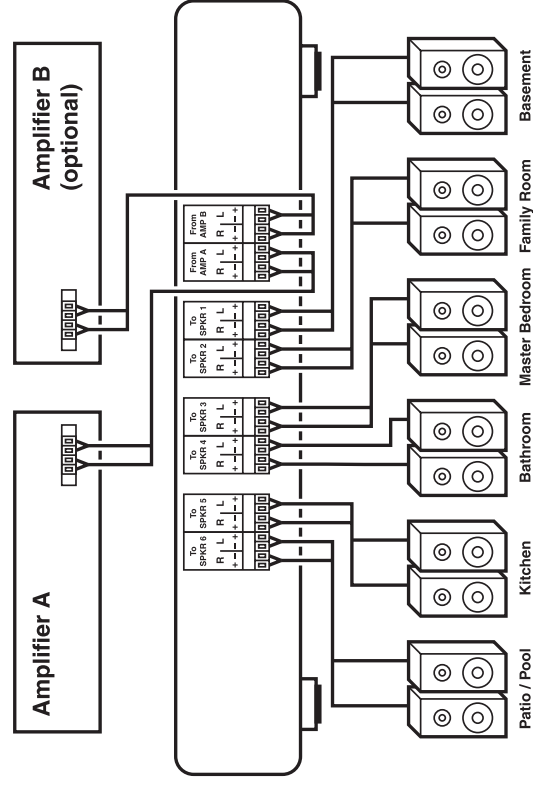 Amplifier A
Amplifier B
(optional)
To
SPKR 6
R L
+ – – +
To
SPKR 5
R L
+ – – +
To
SPKR 4
R L
+ – – +
To
SPKR 3
R L
+ – – +
To
SPKR 2
R L
+ – – +
To
SPKR 1
R L
+ – – +
From
AMP A
R L
+ – – +
From
AMP B
R L
+ – – +
Patio / Pool
Kitchen
Bathroom
Master Bedroom
Family Room
Basement